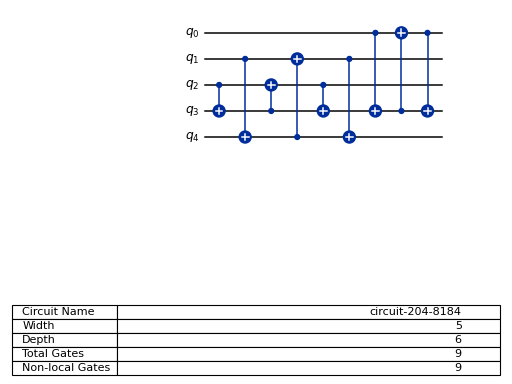 q0
q1
q2
q3
q4
Circuit Name circuit-204-8184
Width 5
Depth 6
Total Gates 9
Non-local Gates 9